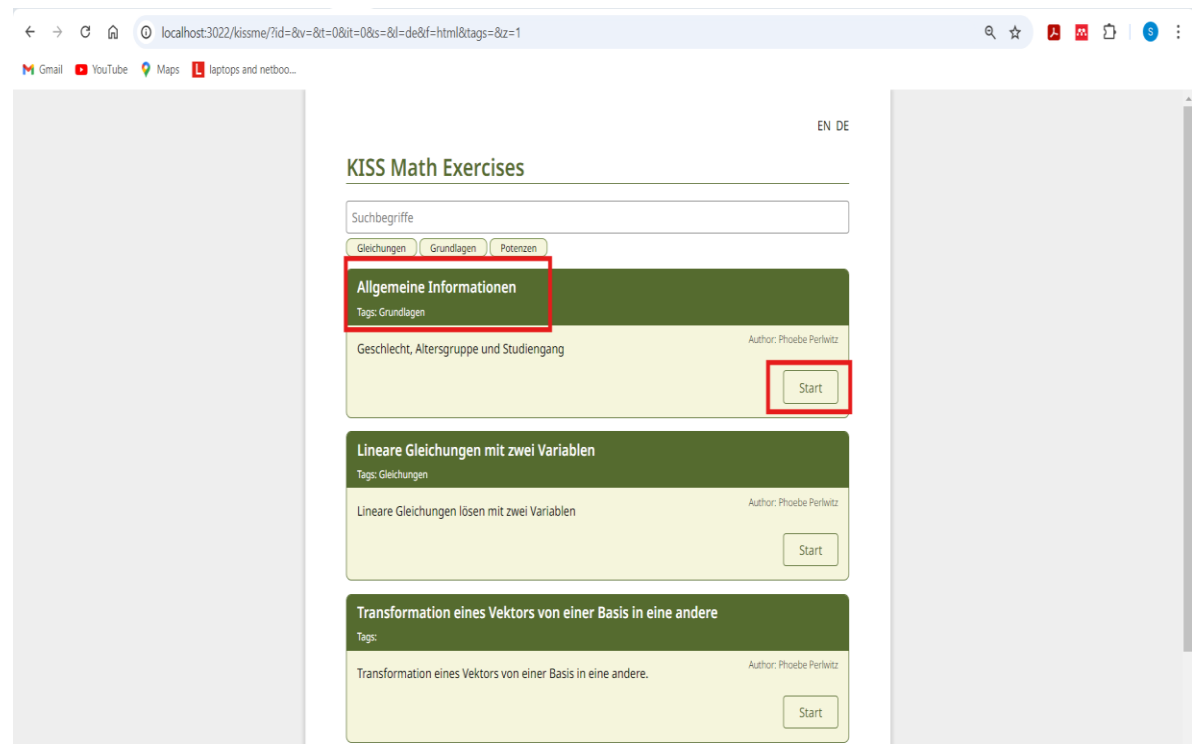 localhost:3022/kissme/?id=&v=&t=0&it=0&s=&l=de&f=html&tags=&z=1
S
Gmail YouTube Maps L laptops and netboo...
EN DE
KISS Math Exercises
Suchbegriffe
Gleichungen Grundlagen Potenzen
Allgemeine Informationen
Tags: Grundlagen
Author: Phoebe Perlwitz
Geschlecht, Altersgruppe und Studiengang
Start
Lineare Gleichungen mit zwei Variablen
Tags: Gleichungen
Author: Phoebe Perlwitz
Lineare Gleichungen lösen mit zwei Variablen
Start
Transformation eines Vektors von einer Basis in eine andere
Tags:
Author: Phoebe Perlwitz
Transformation eines Vektors von einer Basis in eine andere.
Start